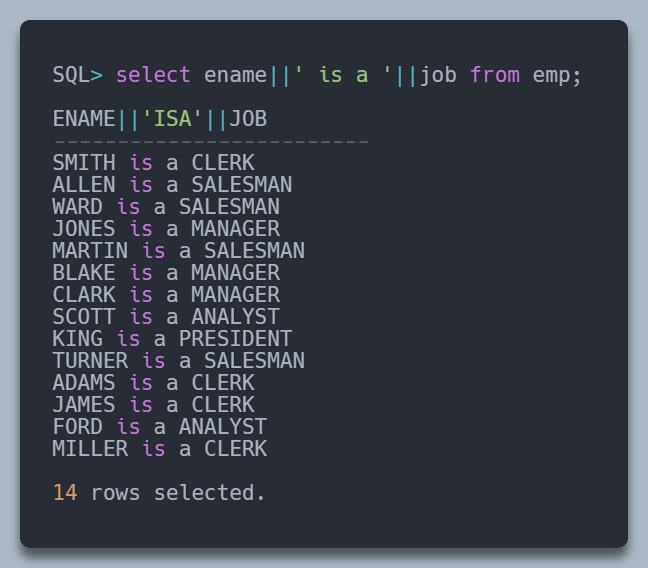 SQL> select ename||' is a '||job from emp;
ENAME||'ISA'||JOB
-------------------------
SMITH is a CLERK
ALLEN is a SALESMAN
WARD is a SALESMAN
JONES is a MANAGER
MARTIN is a SALESMAN
BLAKE is a MANAGER
CLARK is a MANAGER
SCOTT is a ANALYST
KING is a PRESIDENT
TURNER is a SALESMAN
ADAMS is a CLERK
JAMES is a CLERK
FORD is a ANALYST
MILLER is a CLERK
14 rows selected.